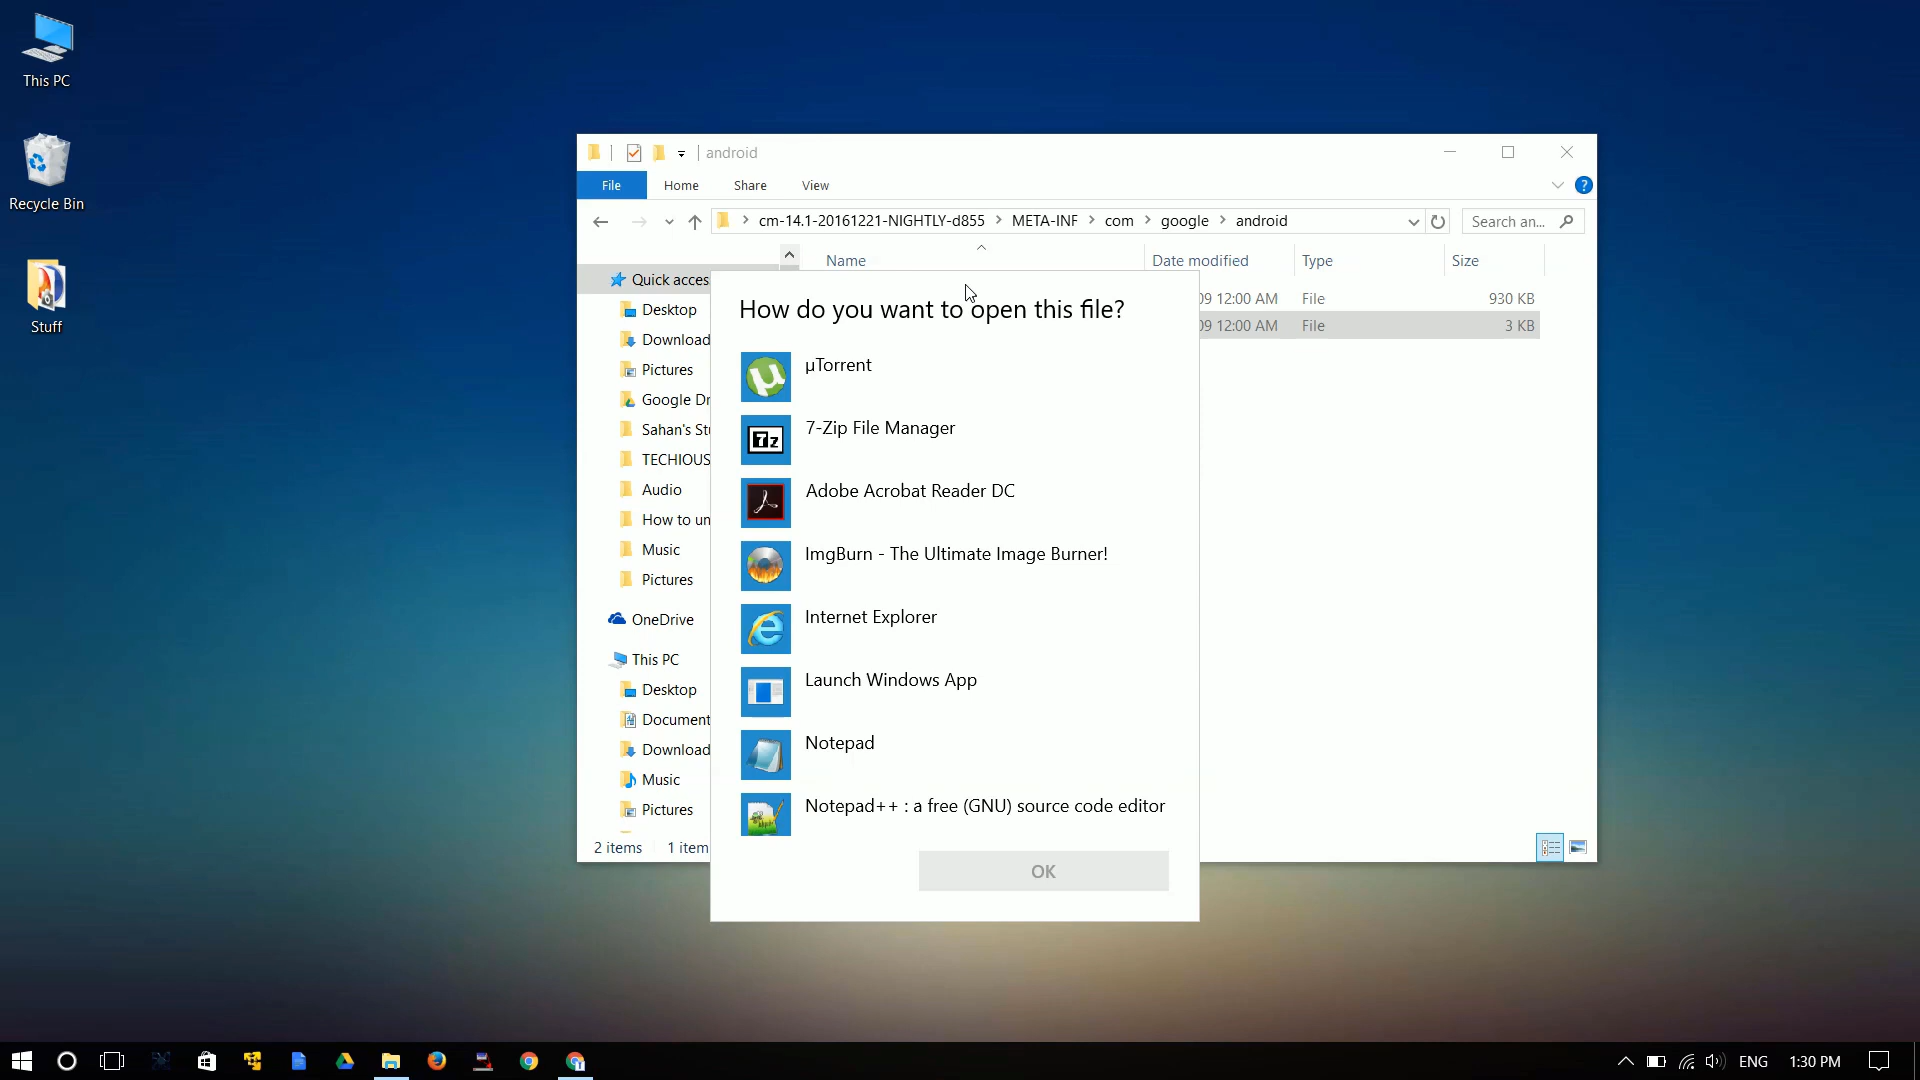 This PC
Recycle Bin
Stuff
android
File
Home
Share
View
cm-14.1-20161221-NIGHTLY-d855
META-INF
com
google
android
Search an...
Name
Date modified
Type
Size
09 12:00 AM
File
930 KB
09 12:00 AM
File
3 KB
Quick acces
Desktop
Download
Pictures
Google Dr
Sahan's Stu
TECHIOUS
Audio
How to un
Music
Pictures
OneDrive
This PC
Desktop
Document
Download
Music
Pictures
2 items
1 item
How do you want to open this file?
µTorrent
7-Zip File Manager
Adobe Acrobat Reader DC
ImgBurn - The Ultimate Image Burner!
Internet Explorer
Launch Windows App
Notepad
Notepad++ : a free (GNU) source code editor
OK
ENG
1:30 PM